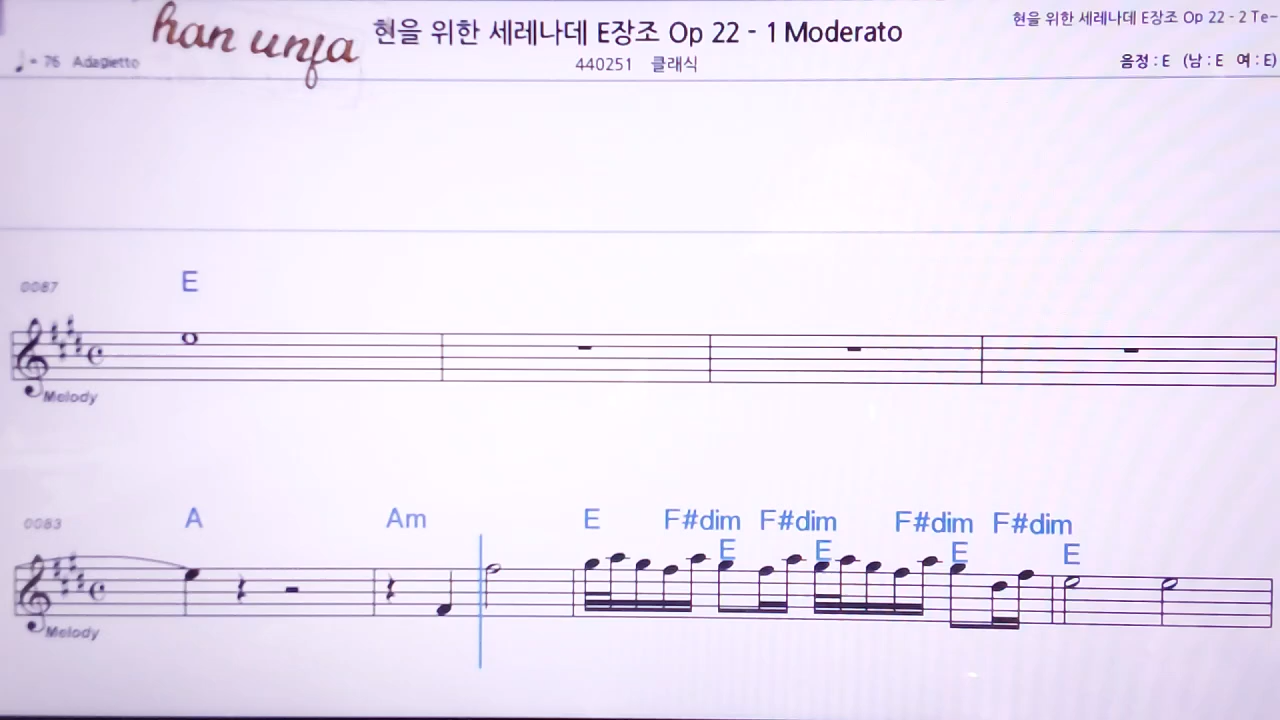 han unfa
현을 위한 세레나데 E장조 Op 22 - 1 Moderato
현을 위한 세레나데 E장조 Op 22 - 2 Te-
♩= 76 Adagietto
440251 클래식
음정 : E (남 : E 여 : E)
0087
E
Melody
0083
A Am E F#dim F#dim F#dim F#dim
E E E E
Melody